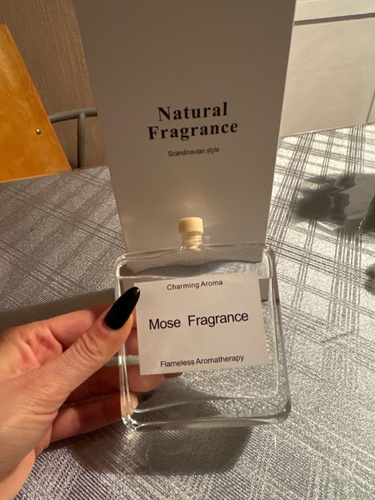 Natural
Fragrance
Scandinavian style
Charming Aroma
Mose Fragrance
Flameless Aromatherapy